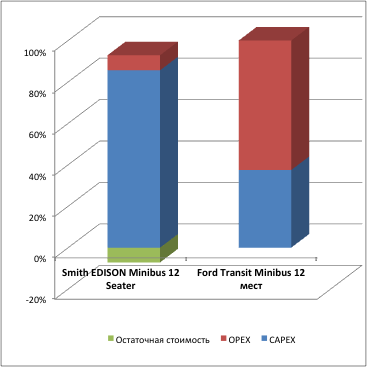 100%
80%
60%
40%
20%
0%
-20%
Smith EDISON Minibus 12
Seater
Ford Transit Minibus 12
мест
Остаточная стоимость
OPEX
CAPEX